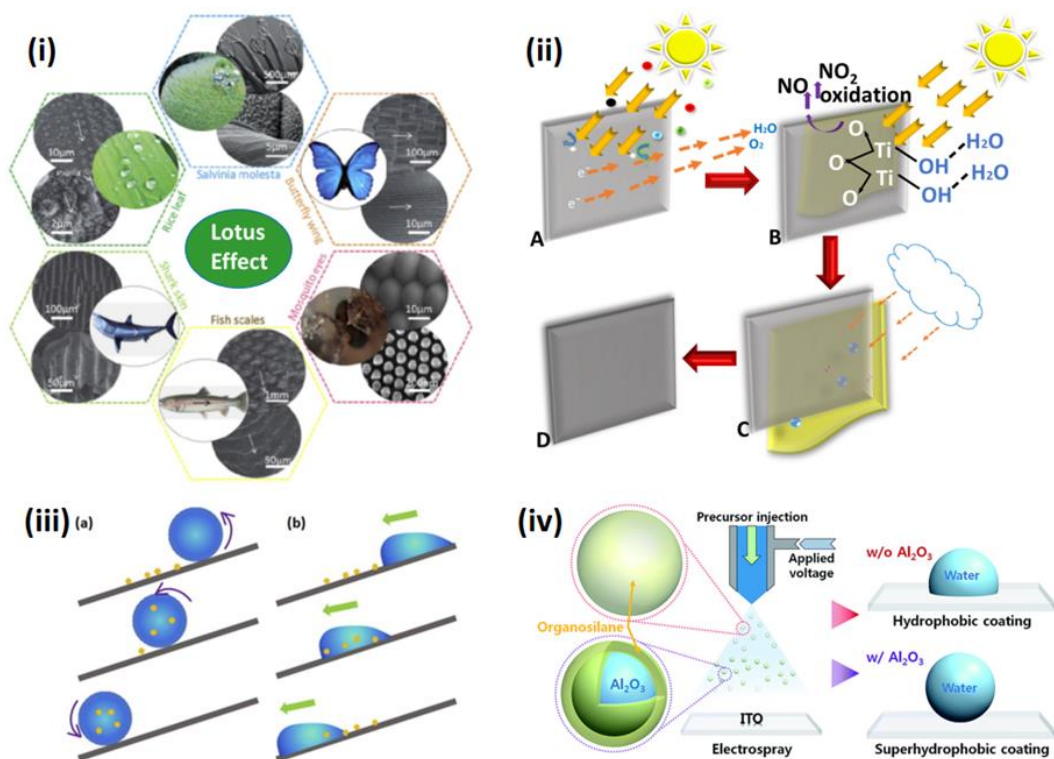 (i)
500μm
5μm
Salvinia molesta
10μm
2μm
Rice leaf
100μm
10μm
Butterfly wing
Lotus
Effect
100μm
50μm
Shark skin
Fish scales
1mm
50μm
Mosquito eyes
10μm
(ii)
H₂O
O₂
e⁻
e⁻
A
NO
NO₂
oxidation
O
Ti
O
Ti
O
OH
H₂O
OH
H₂O
B
C
D
(iii)
(a)
(b)
(iv)
Precursor injection
Applied
voltage
Organosilane
Al₂O₃
ITO
Electrospray
w/o Al₂O₃
Water
Hydrophobic coating
w/ Al₂O₃
Water
Superhydrophobic coating